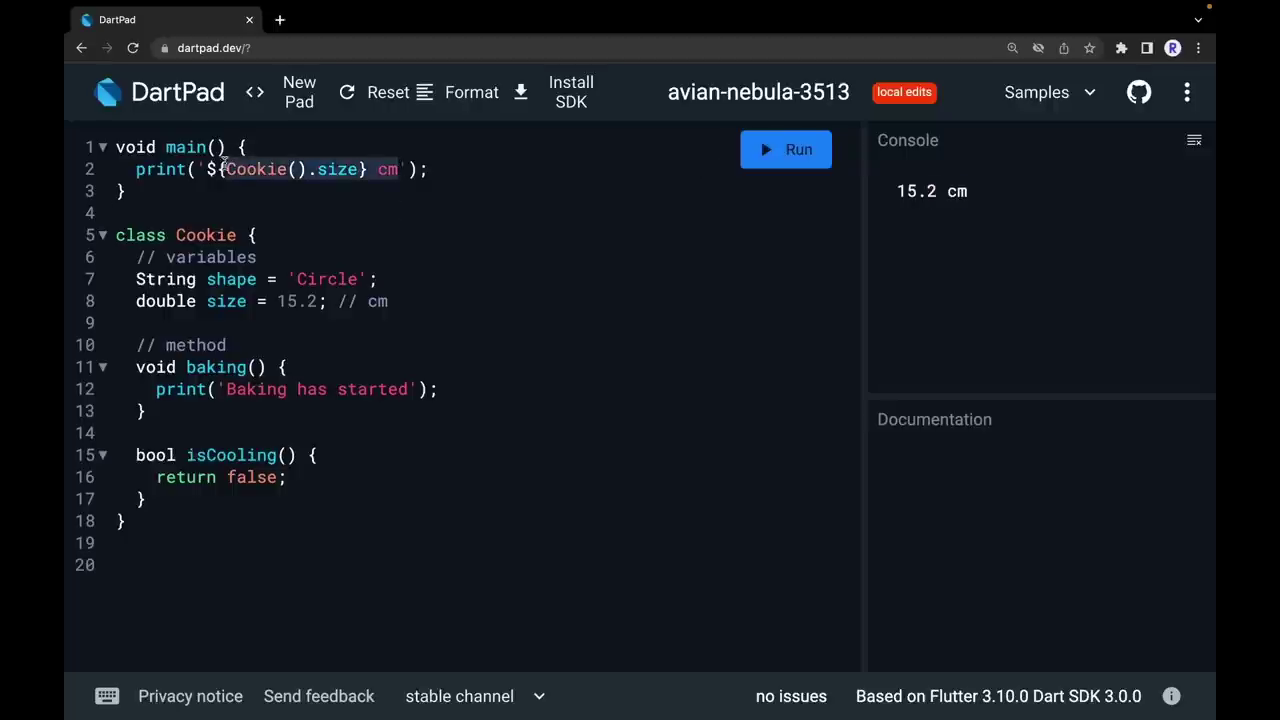 DartPad
dartpad.dev/?
R
DartPad
<> New Pad
Reset
Format
Install SDK
avian-nebula-3513
local edits
Samples
1 void main() {
2 print('${Cookie().size} cm');
3 }
4
5 class Cookie {
6 // variables
7 String shape = 'Circle';
8 double size = 15.2; // cm
9
10 // method
11 void baking() {
12 print('Baking has started');
13 }
14
15 bool isCooling() {
16 return false;
17 }
18 }
19
20
Run
Console
15.2 cm
Documentation
Privacy notice
Send feedback
stable channel
no issues
Based on Flutter 3.10.0 Dart SDK 3.0.0